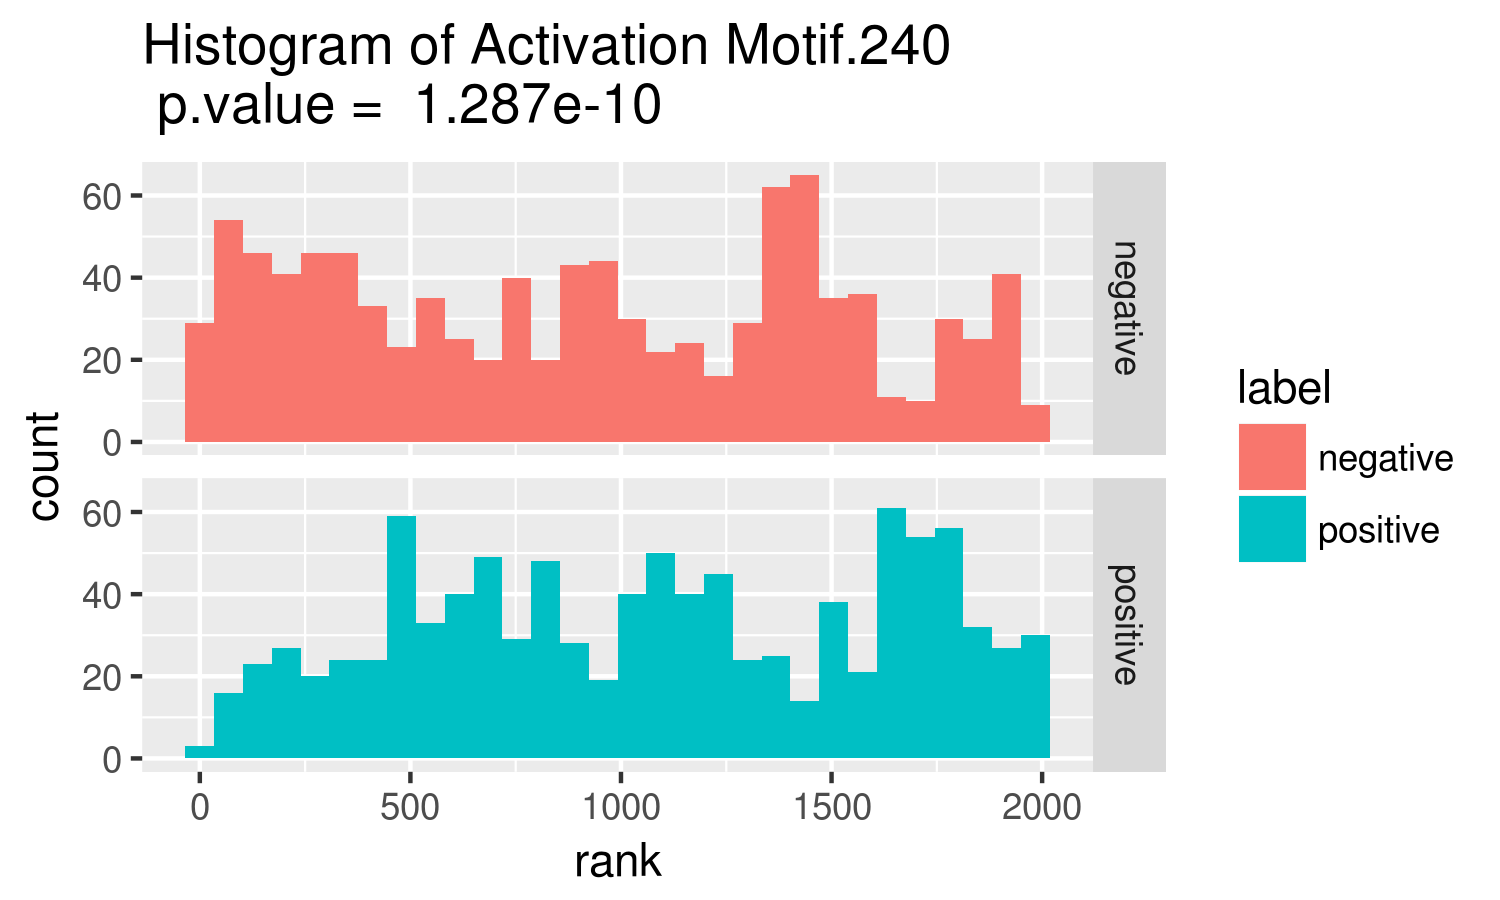 Histogram of Activation Motif.240
p.value = 1.287e-10
count
60
40
20
0
negative
60
40
20
0
positive
0 500 1000 1500 2000
rank
label
negative
positive